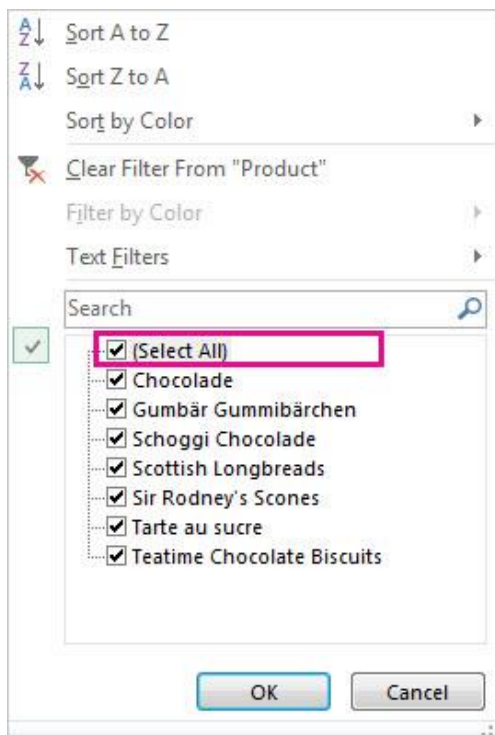 Sort A to Z
Sort Z to A
Sort by Color
Clear Filter From "Product"
Filter by Color
Text Filters
Search
(Select All)
Chocolade
Gumbär Gummibärchen
Schoggi Chocolade
Scottish Longbreads
Sir Rodney's Scones
Tarte au sucre
Teatime Chocolate Biscuits
OK Cancel